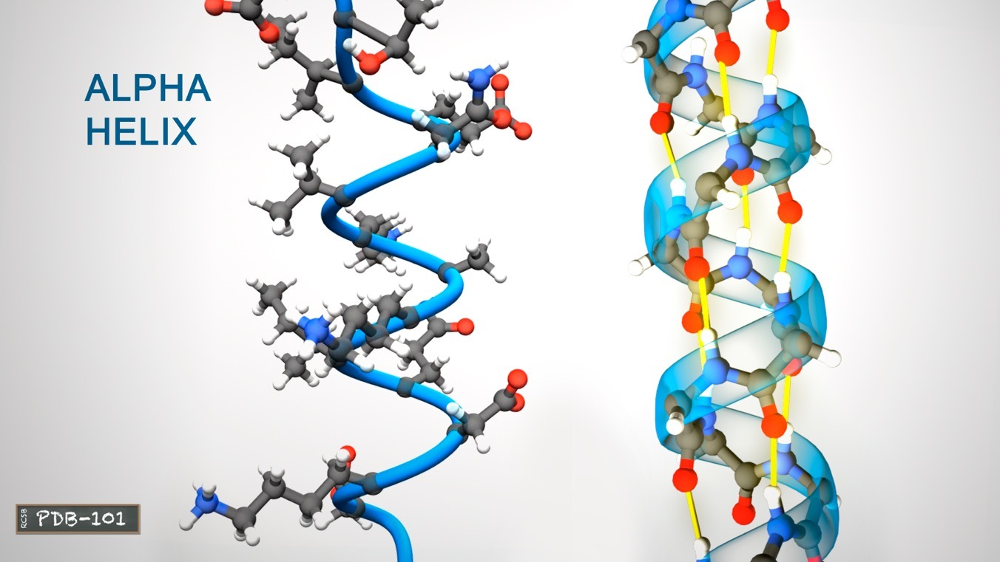 ALPHA
HELIX
RCSB PDB-101